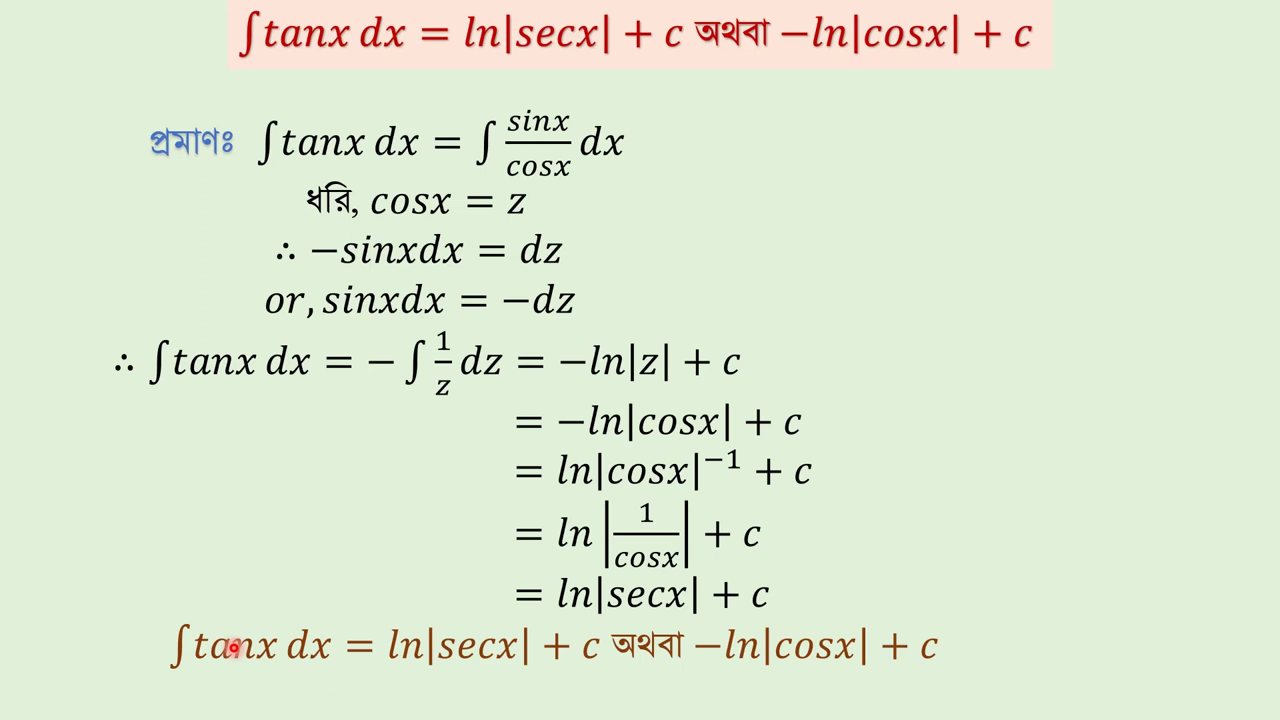 ∫tanx dx = ln|secx| + c অথবা −ln|cosx| + c
প্রমাণঃ ∫tanx dx = ∫ sinx/cosx dx
ধরি, cosx = z
∴ −sinxdx = dz
or, sinxdx = −dz
∴ ∫tanx dx = − ∫ 1/z dz = −ln|z| + c
= −ln|cosx| + c
= ln|cosx|⁻¹ + c
= ln |1/cosx| + c
= ln|secx| + c
∫tanx dx = ln|secx| + c অথবা −ln|cosx| + c